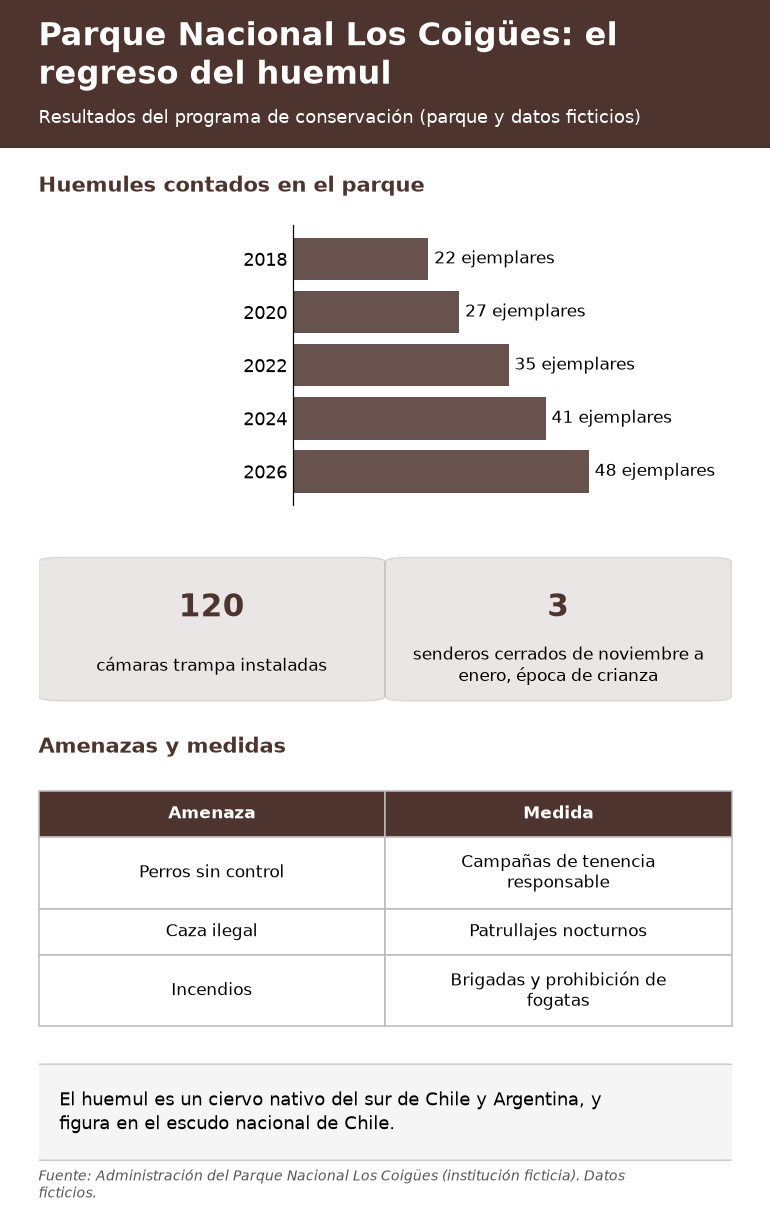 Parque Nacional Los Coigües: el
regreso del huemul
Resultados del programa de conservación (parque y datos ficticios)
Huemules contados en el parque
2018 22 ejemplares
2020 27 ejemplares
2022 35 ejemplares
2024 41 ejemplares
2026 48 ejemplares
120
cámaras trampa instaladas
3
senderos cerrados de noviembre a
enero, época de crianza
Amenazas y medidas
Amenaza Medida
Perros sin control
Campañas de tenencia
responsable
Caza ilegal Patrullajes nocturnos
Incendios
Brigadas y prohibición de
fogatas
El huemul es un ciervo nativo del sur de Chile y Argentina, y
figura en el escudo nacional de Chile.
Fuente: Administración del Parque Nacional Los Coigües (institución ficticia). Datos
ficticios.